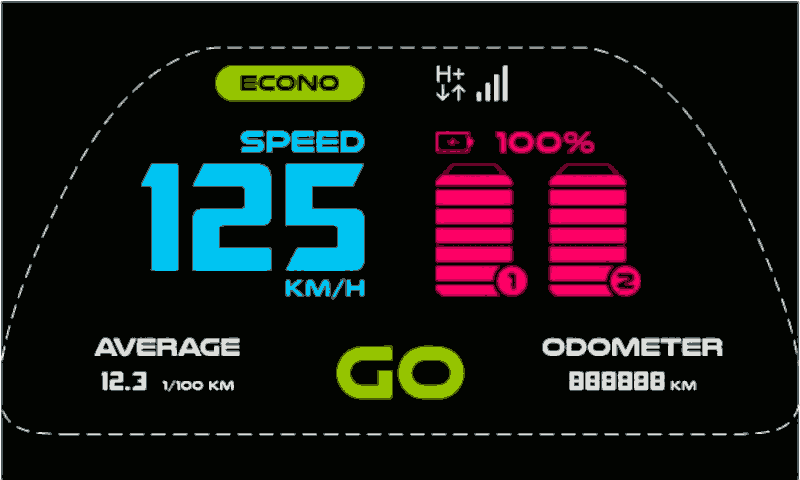 ECONO
H+
SPEED
100%
125
1
2
KM/H
AVERAGE
ODOMETER
12.3 1/100 KM
GO
888888 KM